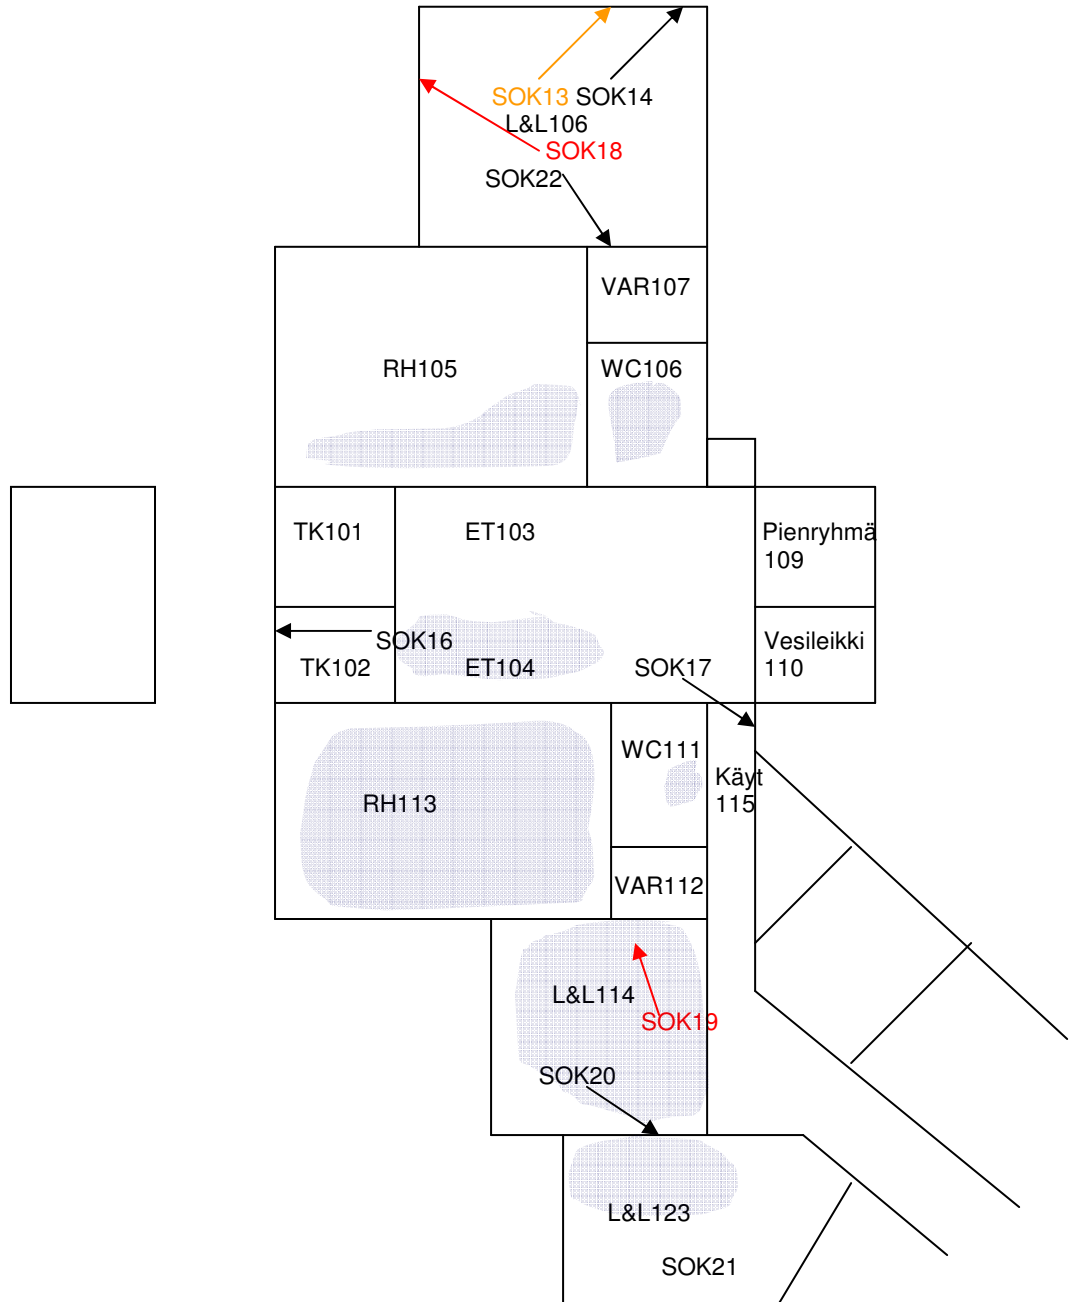 SOK13 SOK14
L&L106
SOK18
SOK22
VAR107
RH105
WC106
TK101
ET103
Pienryhmä
109
SOK16
TK102
ET104
SOK17
Vesileikki
110
WC111
Käyt
115
RH113
VAR112
L&L114
SOK19
SOK20
L&L123
SOK21